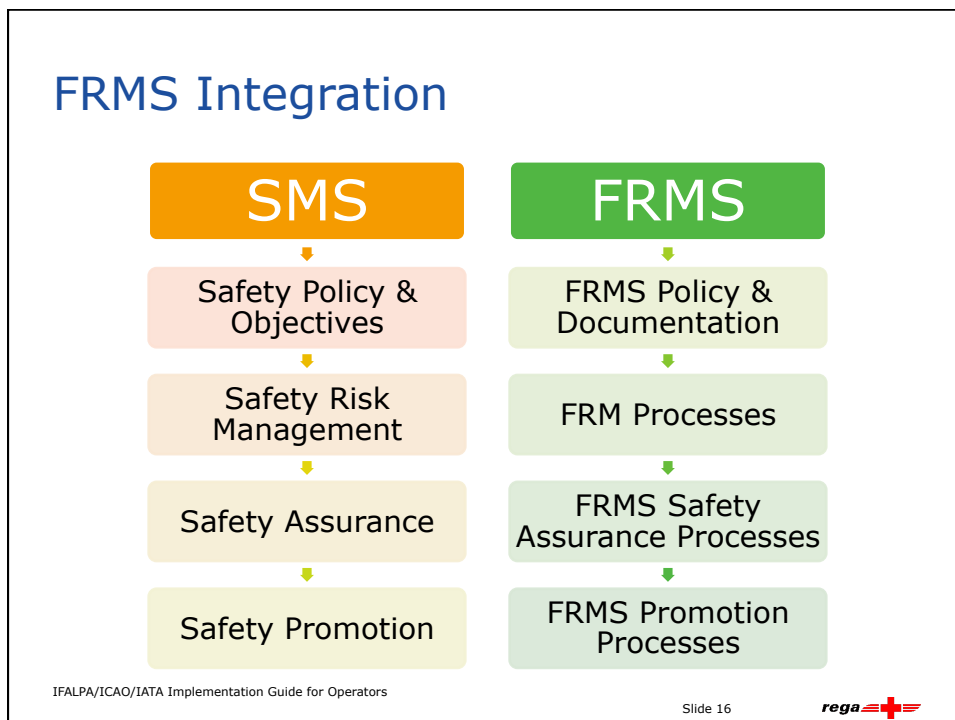 FRMS Integration
SMS
Safety Policy &
Objectives
Safety Risk
Management
Safety Assurance
Safety Promotion
FRMS
FRMS Policy &
Documentation
FRM Processes
FRMS Safety
Assurance Processes
FRMS Promotion
Processes
IFALPA/ICAO/IATA Implementation Guide for Operators
Slide 16
rega